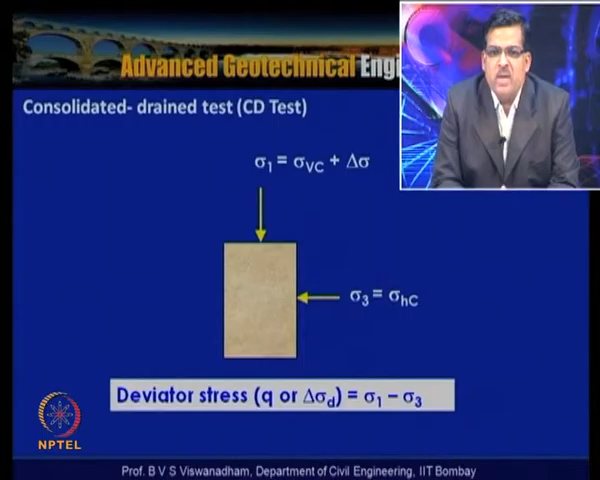 Advanced Geotechnical Engi
Consolidated- drained test (CD Test)
σ₁ = σVC + Δσ
σ₃ = σhC
Deviator stress (q or Δσd) = σ₁ − σ₃
NPTEL
Prof. B V S Viswanadham, Department of Civil Engineering, IIT Bombay